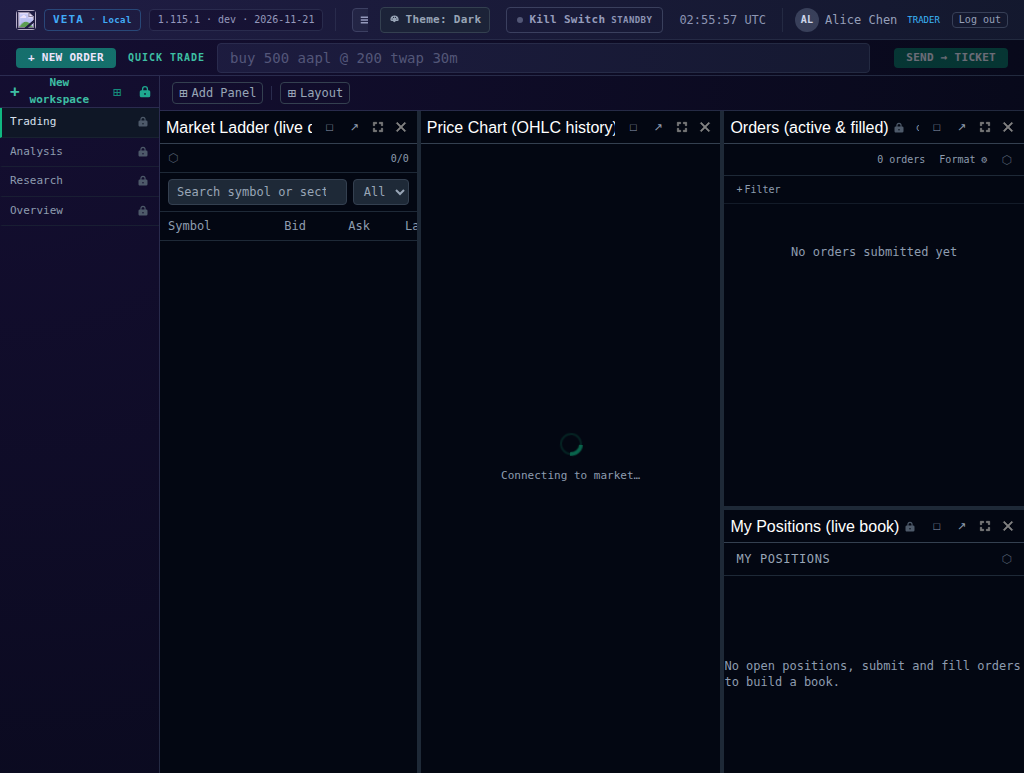 VETA · Local
1.115.1 · dev · 2026-11-21
Theme: Dark
Kill Switch STANDBY
02:55:57 UTC
AL
Alice Chen
TRADER
Log out
+ NEW ORDER
QUICK TRADE
buy 500 aapl @ 200 twap 30m
SEND → TICKET
+ New workspace
Trading
Analysis
Research
Overview
Add Panel
Layout
Market Ladder (live
0/0
Search symbol or sect
All
Symbol Bid Ask La
Price Chart (OHLC history)
Connecting to market…
Orders (active & filled)
0 orders
Format
+ Filter
No orders submitted yet
My Positions (live book)
MY POSITIONS
No open positions, submit and fill orders
to build a book.